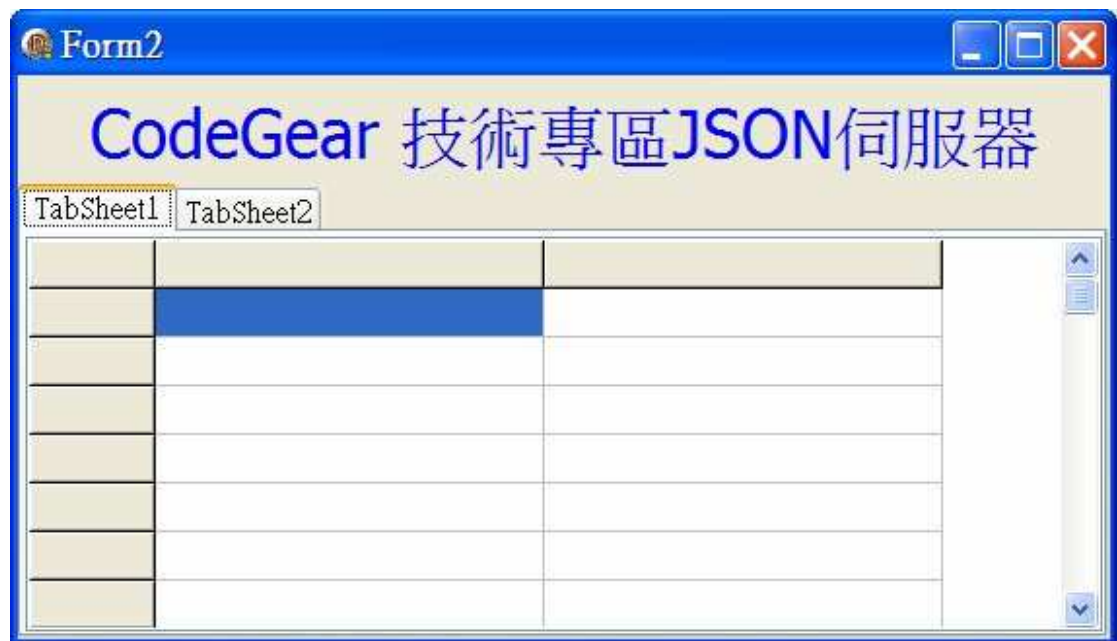 Form2
CodeGear 技術專區JSON伺服器
TabSheet1 TabSheet2